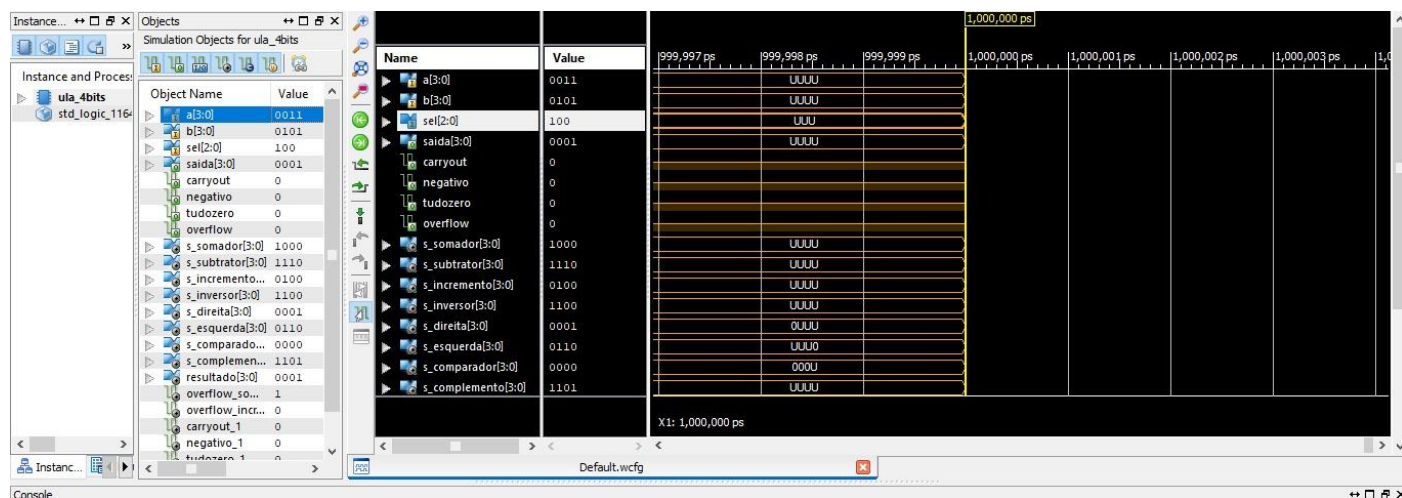 Instance...
Instance and Process
ula_4bits
std_logic_1164
Instanc...
Objects
Simulation Objects for ula_4bits
Object Name Value
a[3:0] 0011
b[3:0] 0101
sel[2:0] 100
saida[3:0] 0001
carryout 0
negativo 0
tudozero 0
overflow 0
s_somador[3:0] 1000
s_subtrator[3:0] 1110
s_incremento... 0100
s_inversor[3:0] 1100
s_direita[3:0] 0001
s_esquerda[3:0] 0110
s_comparado... 0000
s_complemen... 1101
resultado[3:0] 0001
overflow_so... 1
overflow_incr... 0
carryout_1 0
negativo_1 0
tudozero_1 0
1,000,000 ps
Name Value 999,997 ps 999,998 ps 999,999 ps 1,000,000 ps 1,000,001 ps 1,000,002 ps 1,000,003 ps 1,0
a[3:0] 0011 UUUU
b[3:0] 0101 UUUU
sel[2:0] 100 UUU
saida[3:0] 0001 UUUU
carryout 0
negativo 0
tudozero 0
overflow 0
s_somador[3:0] 1000 UUUU
s_subtrator[3:0] 1110 UUUU
s_incremento[3:0] 0100 UUUU
s_inversor[3:0] 1100 UUUU
s_direita[3:0] 0001 0UUU
s_esquerda[3:0] 0110 UUU0
s_comparador[3:0] 0000 000U
s_complemento[3:0] 1101 UUUU
X1: 1,000,000 ps
Default.wcfg
Console